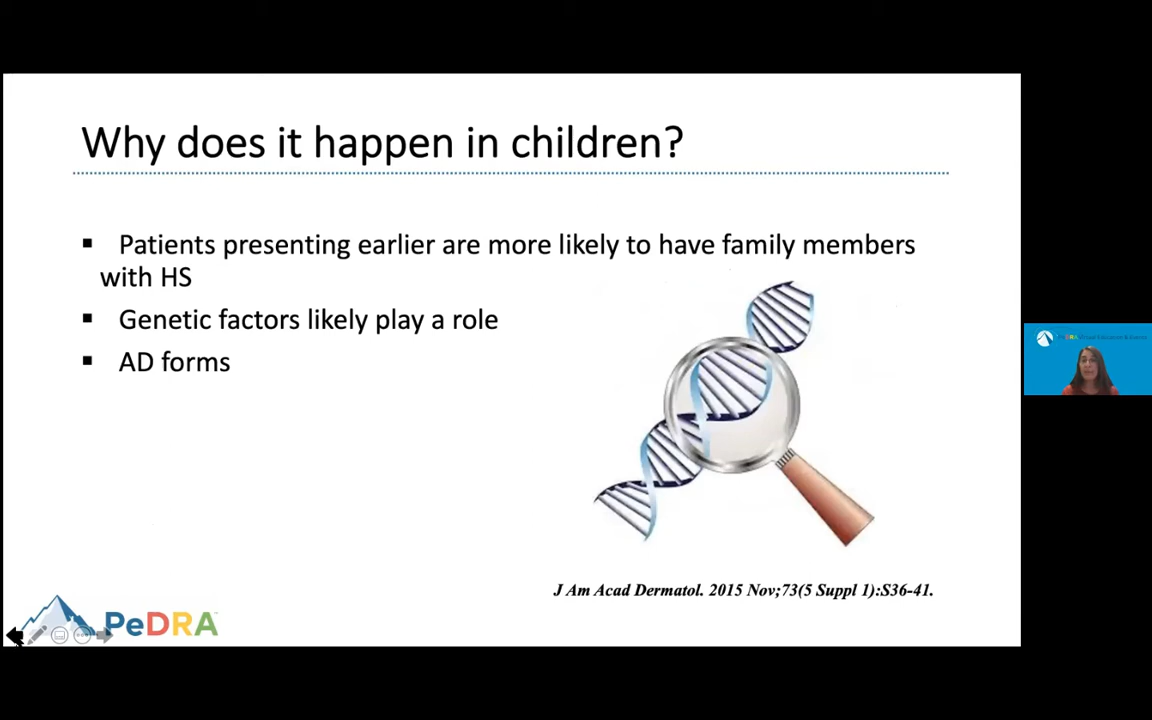 Why does it happen in children?
▪ Patients presenting earlier are more likely to have family members
with HS
▪ Genetic factors likely play a role
▪ AD forms
J Am Acad Dermatol. 2015 Nov;73(5 Suppl 1):S36-41.
PeDRA
PeDRA